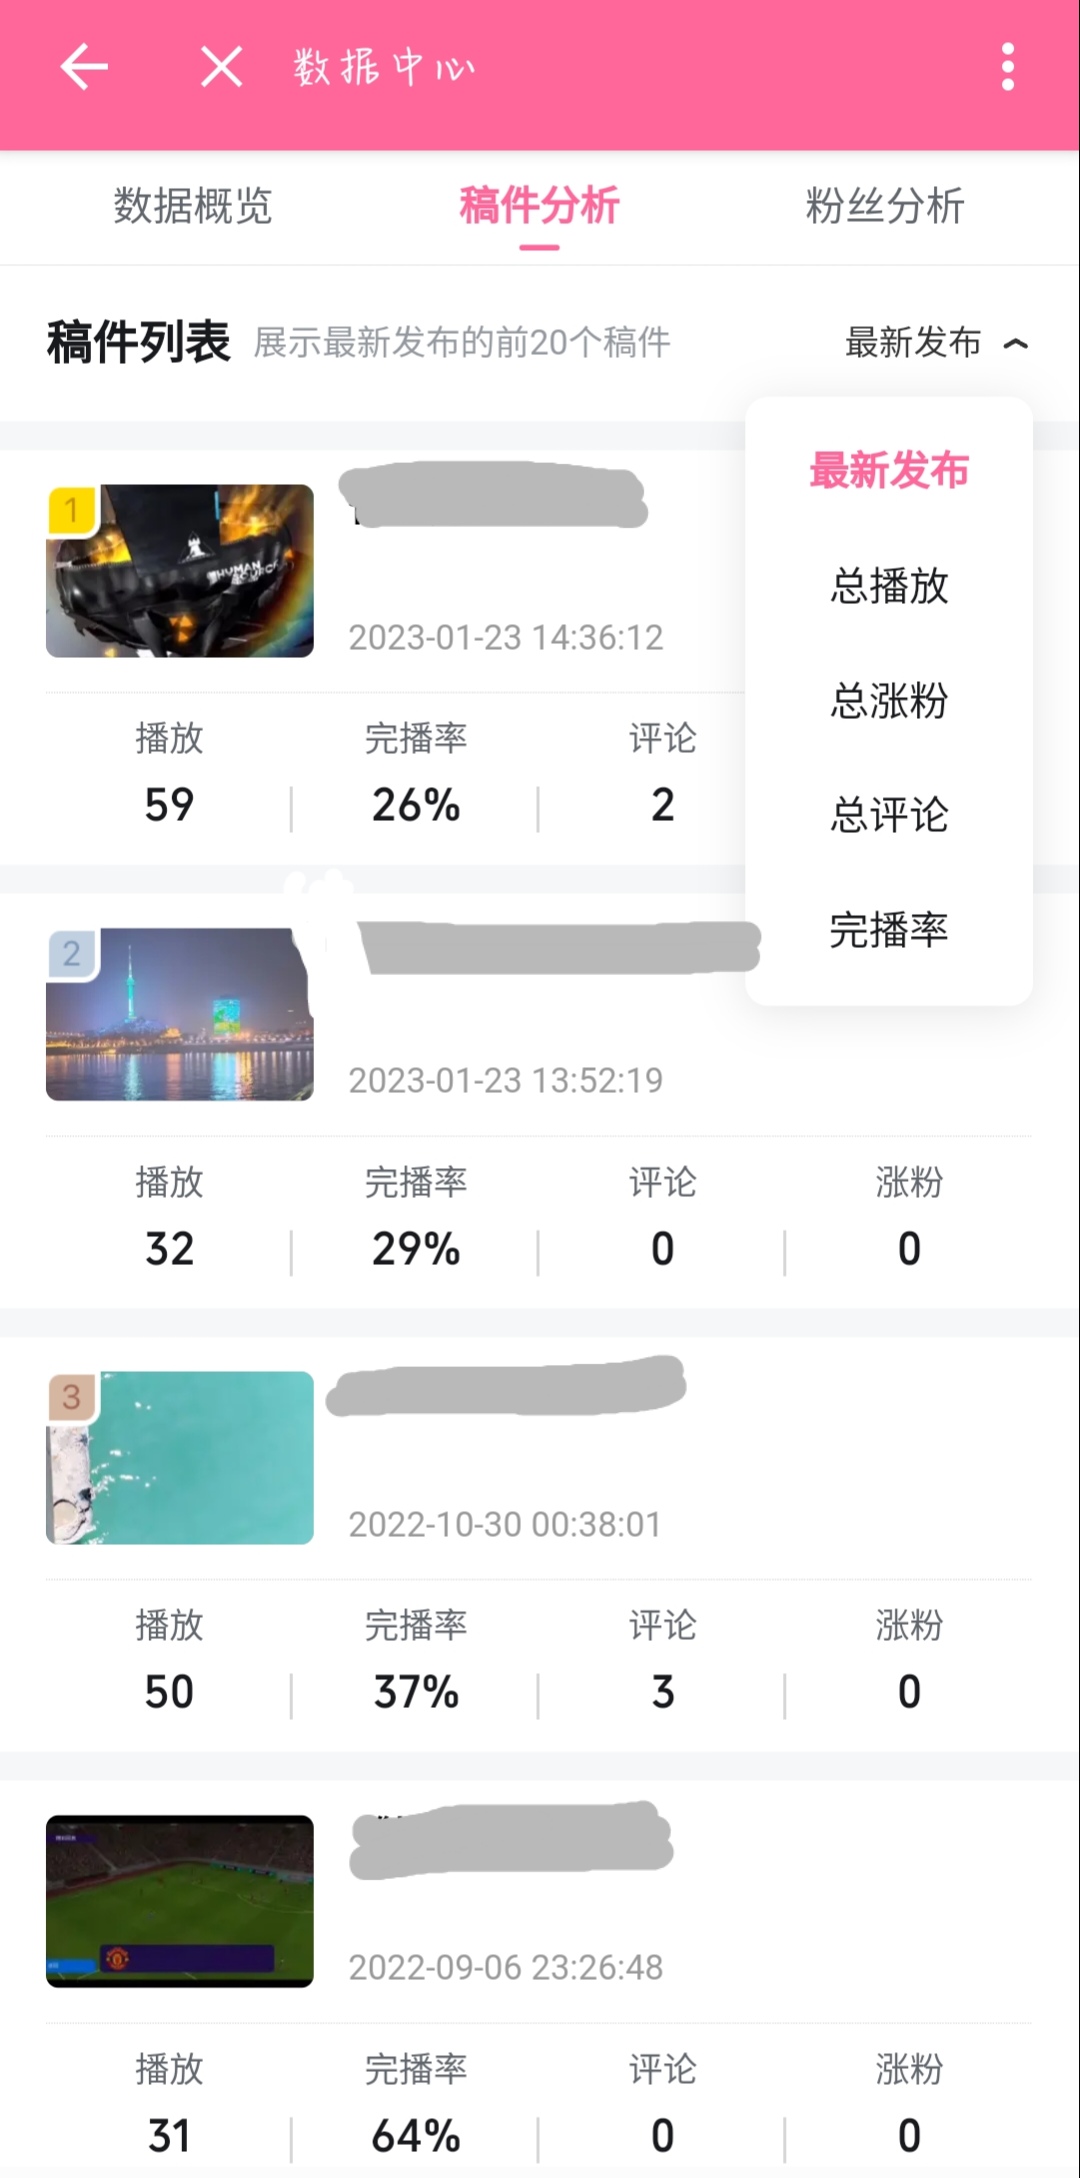 数据中心
数据概览 稿件分析 粉丝分析
稿件列表 展示最新发布的前20个稿件 最新发布
最新发布
总播放
总涨粉
总评论
完播率
1
HUMAN
2023-01-23 14:36:12
播放 完播率 评论
59 26% 2
2
2023-01-23 13:52:19
播放 完播率 评论 涨粉
32 29% 0 0
3
2022-10-30 00:38:01
播放 完播率 评论 涨粉
50 37% 3 0
2022-09-06 23:26:48
播放 完播率 评论 涨粉
31 64% 0 0